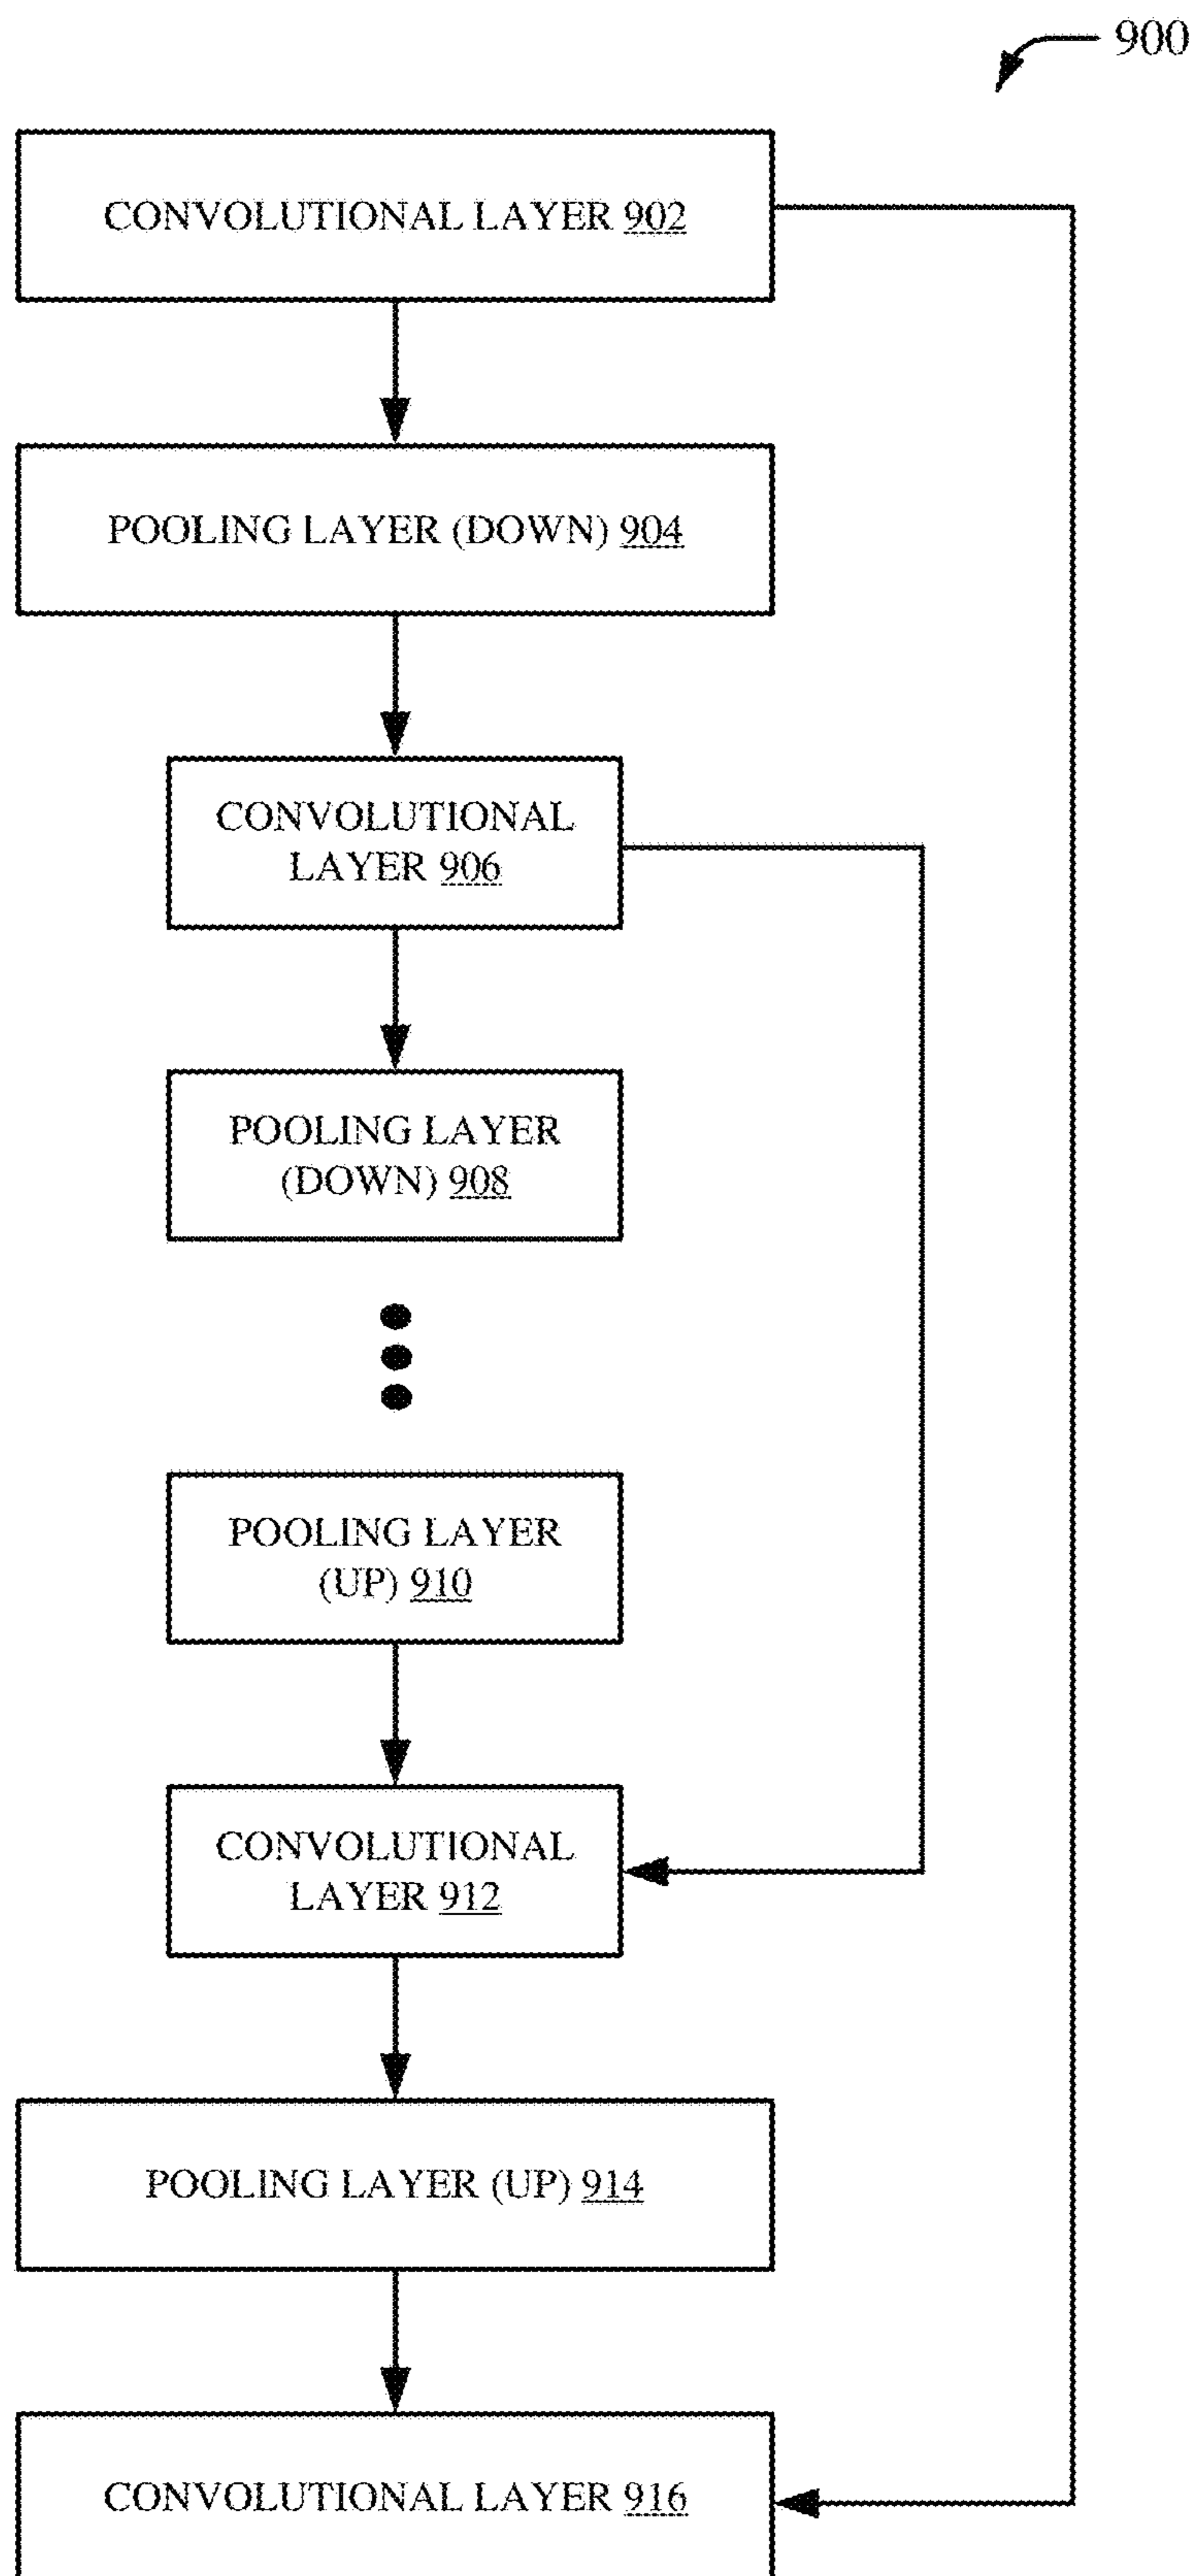 900
CONVOLUTIONAL LAYER 902
POOLING LAYER (DOWN) 904
CONVOLUTIONAL
LAYER 906
POOLING LAYER
(DOWN) 908
POOLING LAYER
(UP) 910
CONVOLUTIONAL
LAYER 912
POOLING LAYER (UP) 914
CONVOLUTIONAL LAYER 916